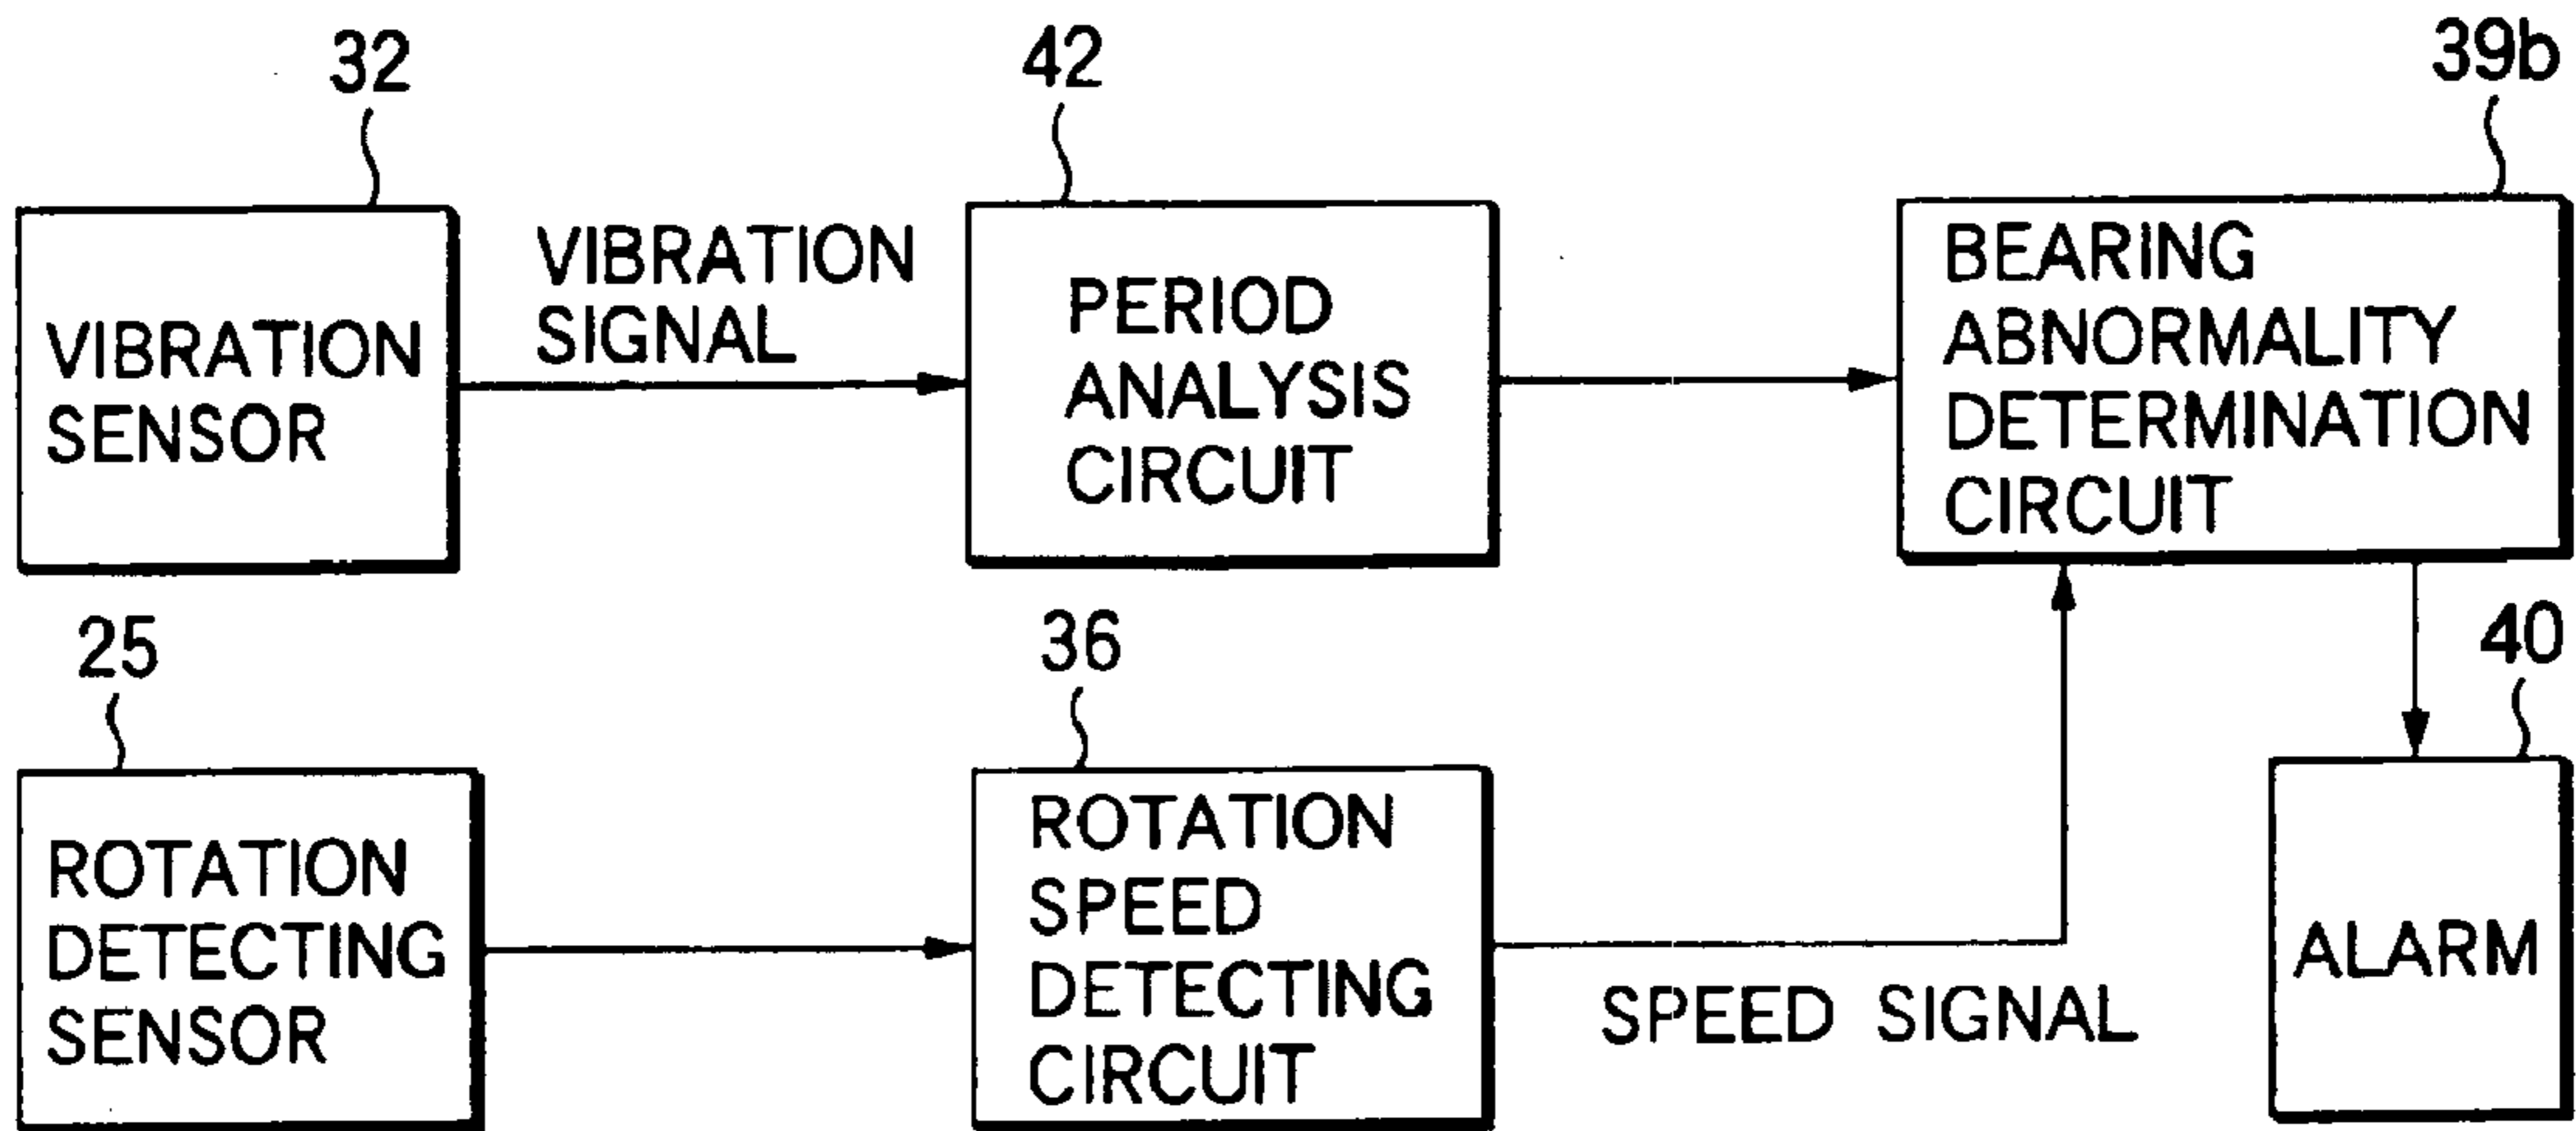 32
42
39b
VIBRATION
SENSOR
VIBRATION
SIGNAL
PERIOD
ANALYSIS
CIRCUIT
BEARING
ABNORMALITY
DETERMINATION
CIRCUIT
25
36
40
ROTATION
DETECTING
SENSOR
ROTATION
SPEED
DETECTING
CIRCUIT
SPEED SIGNAL
ALARM